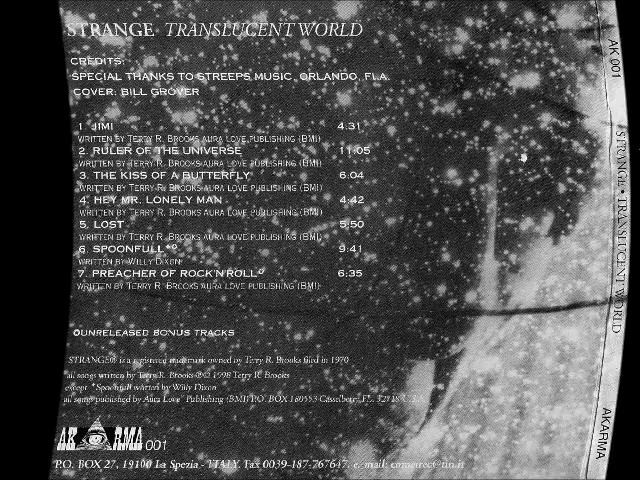 STRANGE TRANSLUCENT WORLD
CREDITS:
SPECIAL THANKS TO STREEPS MUSIC, ORLANDO, FLA.
COVER: BILL GROVER
1. JIMI 4:31
WRITTEN BY TERRY R. BROOKS AURA LOVE PUBLISHING (BMI)
2. RULER OF THE UNIVERSE 11:05
WRITTEN BY TERRY R. BROOKS AURA LOVE PUBLISHING (BMI)
3. THE KISS OF A BUTTERFLY 6:04
WRITTEN BY TERRY R. BROOKS AURA LOVE PUBLISHING (BMI)
4. HEY MR. LONELY MAN 4:42
WRITTEN BY TERRY R. BROOKS AURA LOVE PUBLISHING (BMI)
5. LOST 5:50
WRITTEN BY TERRY R. BROOKS AURA LOVE PUBLISHING (BMI)
6. SPOONFULL*° 9:41
WRITTEN BY WILLY DIXON
7. PREACHER OF ROCK'N'ROLL° 6:35
WRITTEN BY TERRY R. BROOKS AURA LOVE PUBLISHING (BMI)
°UNRELEASED BONUS TRACKS
STRANGE® is a registered trademark owned by Terry R. Brooks filed in 1970
all songs written by Terry R. Brooks ℗© 1998 Terry R. Brooks
except *Spoonfull written by Willy Dixon
all songs published by Aura Love Publishing (BMI) P.O. BOX 180553 Casselberry, FL.
AKARMA 001
P.O. BOX 27, 19100 La Spezia - ITALY. Fax 0039-187-767647.
AK 001
STRANGE • TRANSLUCENT WORLD
AKARMA